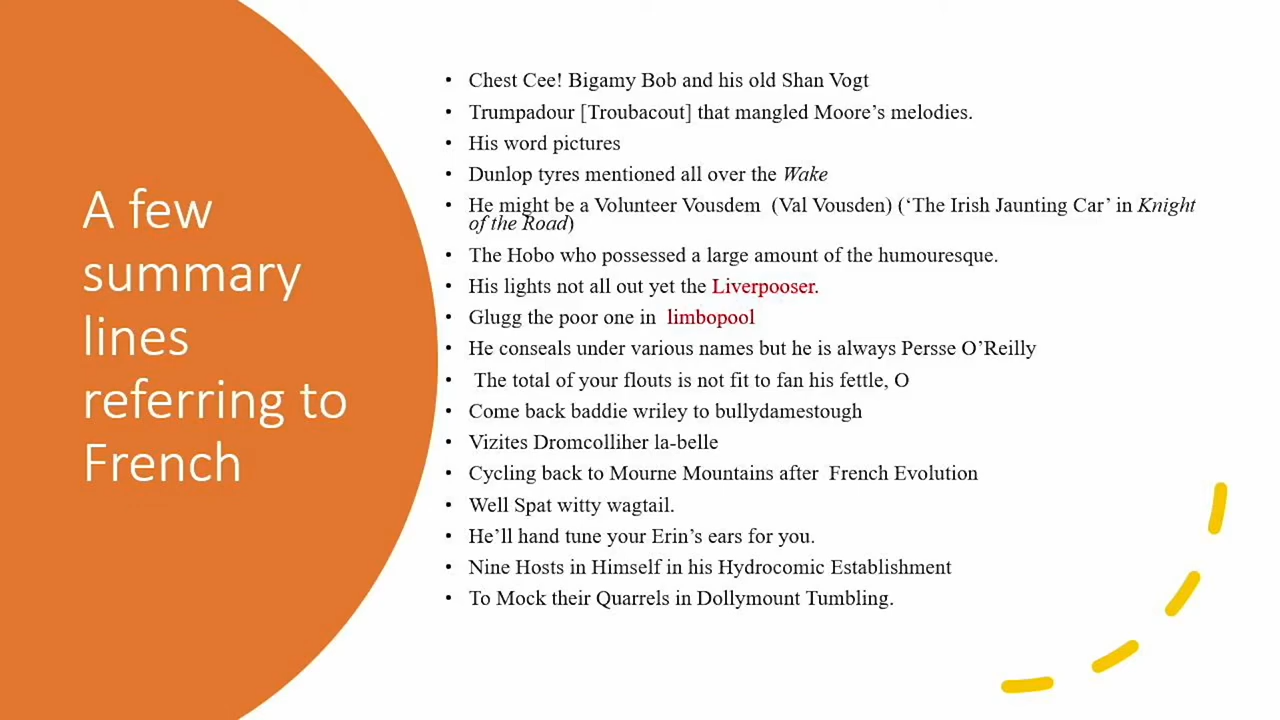 A few
summary
lines
referring to
French
• Chest Cee! Bigamy Bob and his old Shan Vogt
• Trumpadour [Troubacout] that mangled Moore’s melodies.
• His word pictures
• Dunlop tyres mentioned all over the Wake
• He might be a Volunteer Vousdem (Val Vousden) (‘The Irish Jaunting Car’ in Knight
of the Road)
• The Hobo who possessed a large amount of the humouresque.
• His lights not all out yet the Liverpooser.
• Glugg the poor one in limbopool
• He conseals under various names but he is always Persse O’Reilly
• The total of your flouts is not fit to fan his fettle, O
• Come back baddie wriley to bullydamestough
• Vizites Dromcolliher la-belle
• Cycling back to Mourne Mountains after French Evolution
• Well Spat witty wagtail.
• He’ll hand tune your Erin’s ears for you.
• Nine Hosts in Himself in his Hydrocomic Establishment
• To Mock their Quarrels in Dollymount Tumbling.